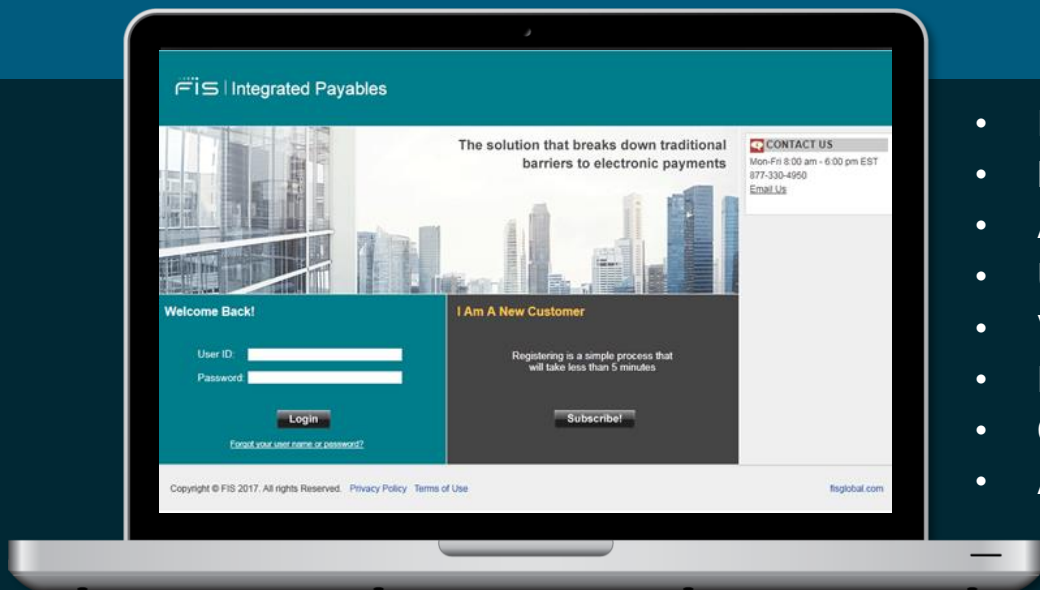 FIS | Integrated Payables
The solution that breaks down traditional
barriers to electronic payments
CONTACT US
Mon-Fri 8:00 am - 6:00 pm EST
877-330-4950
Email Us
Welcome Back!
User ID:
Password:
Login
Forgot your user name or password?
I Am A New Customer
Registering is a simple process that
will take less than 5 minutes
Subscribe!
Copyright © FIS 2017. All rights Reserved. Privacy Policy Terms of Use
fisglobal.com